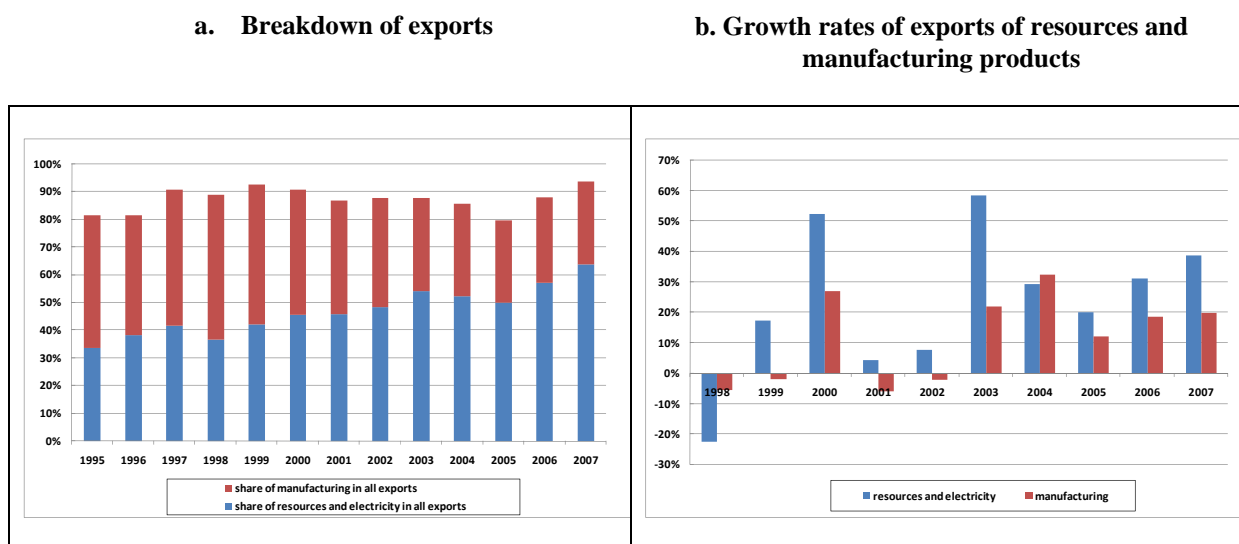 a. Breakdown of exports
b. Growth rates of exports of resources and
manufacturing products
100%
90%
80%
70%
60%
50%
40%
30%
20%
10%
0%
1995 1996 1997 1998 1999 2000 2001 2002 2003 2004 2005 2006 2007
share of manufacturing in all exports
share of resources and electricity in all exports
70%
60%
50%
40%
30%
20%
10%
0%
-10%
-20%
-30%
1998 1999 2000 2001 2002 2003 2004 2005 2006 2007
resources and electricity manufacturing